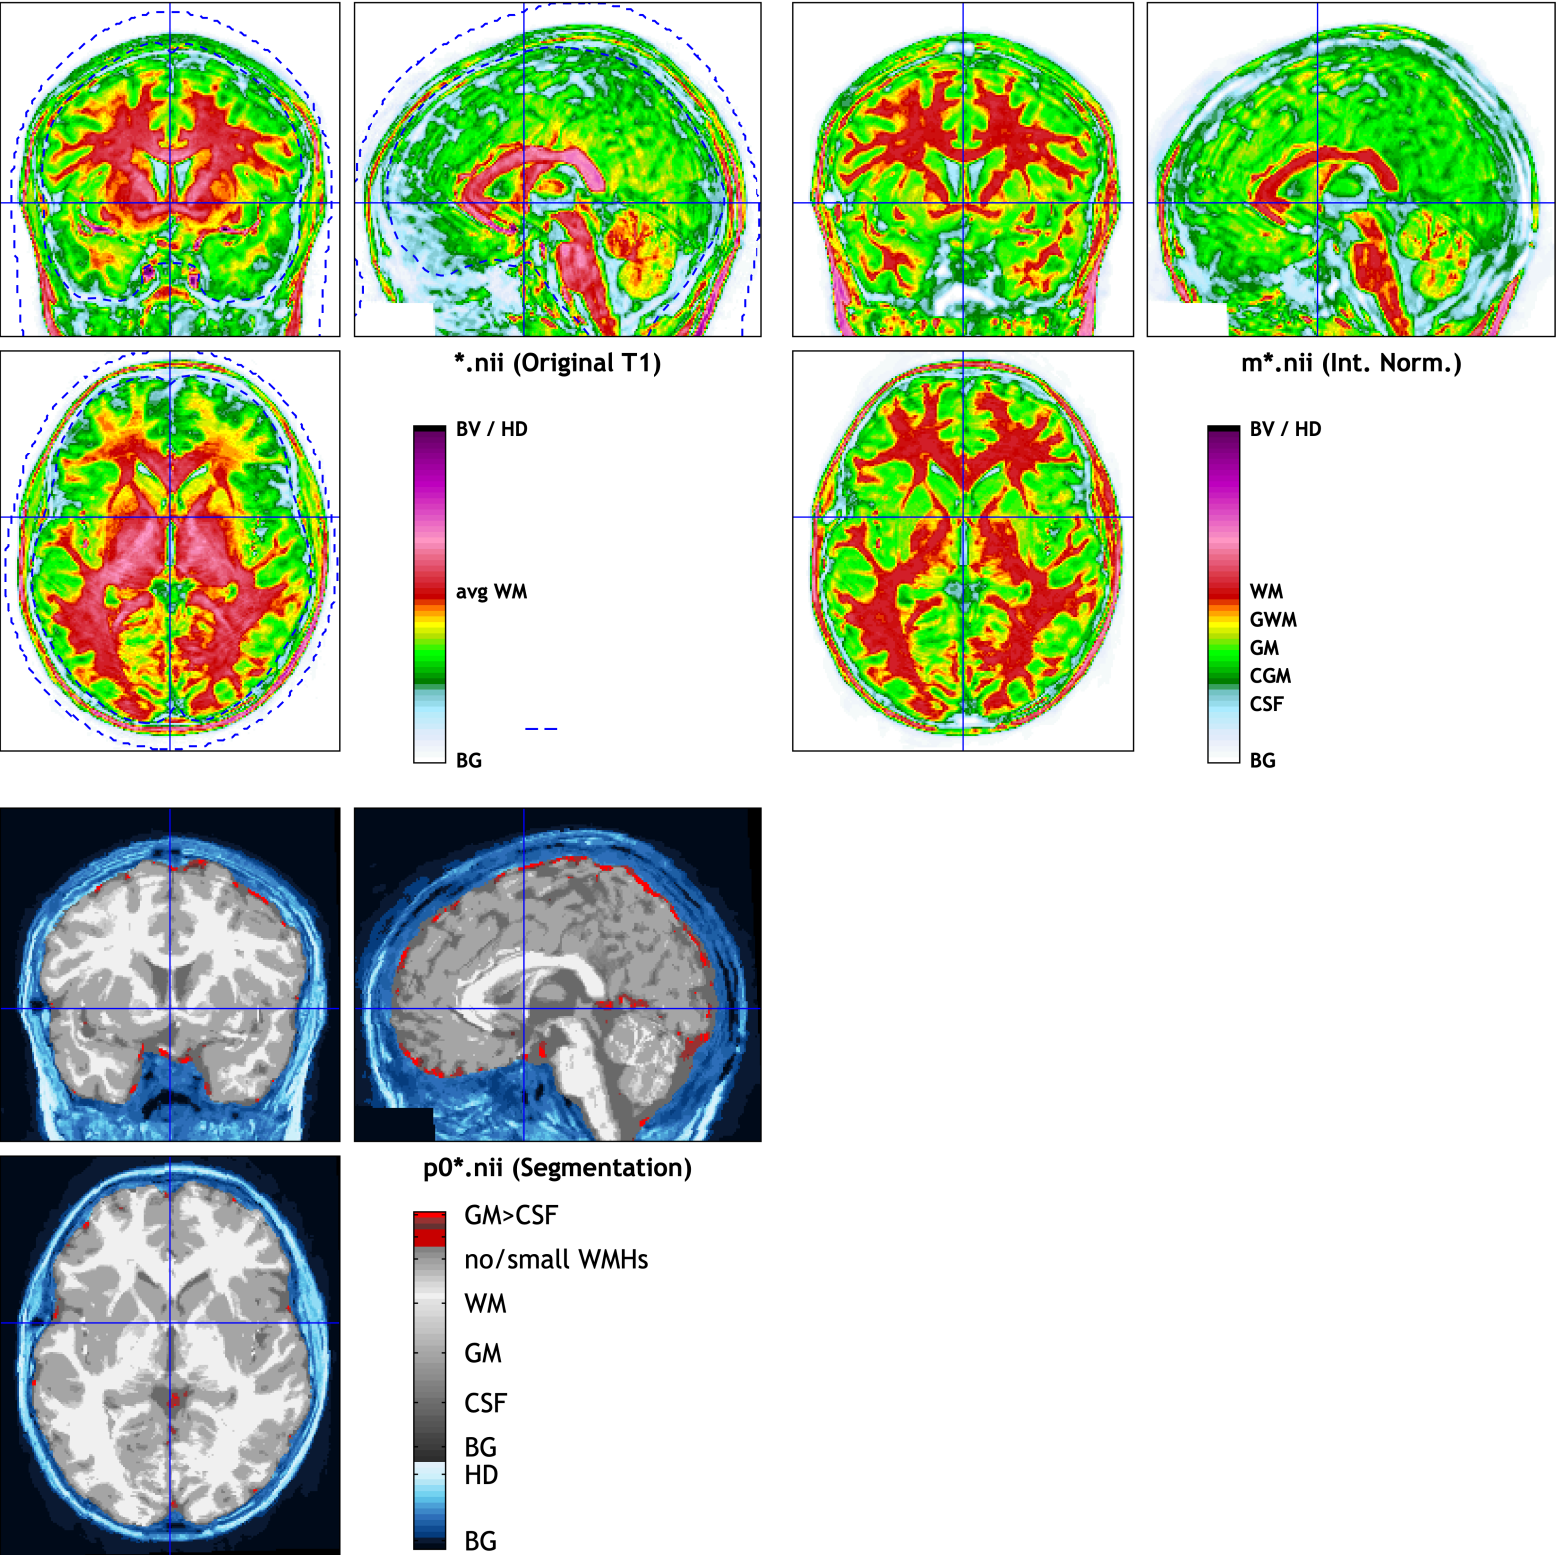 *.nii (Original T1)
BV / HD
avg WM
BG
m*.nii (Int. Norm.)
BV / HD
WM
GWM
GM
CGM
CSF
BG
p0*.nii (Segmentation)
GM>CSF
no/small WMHs
WM
GM
CSF
BG
HD
BG